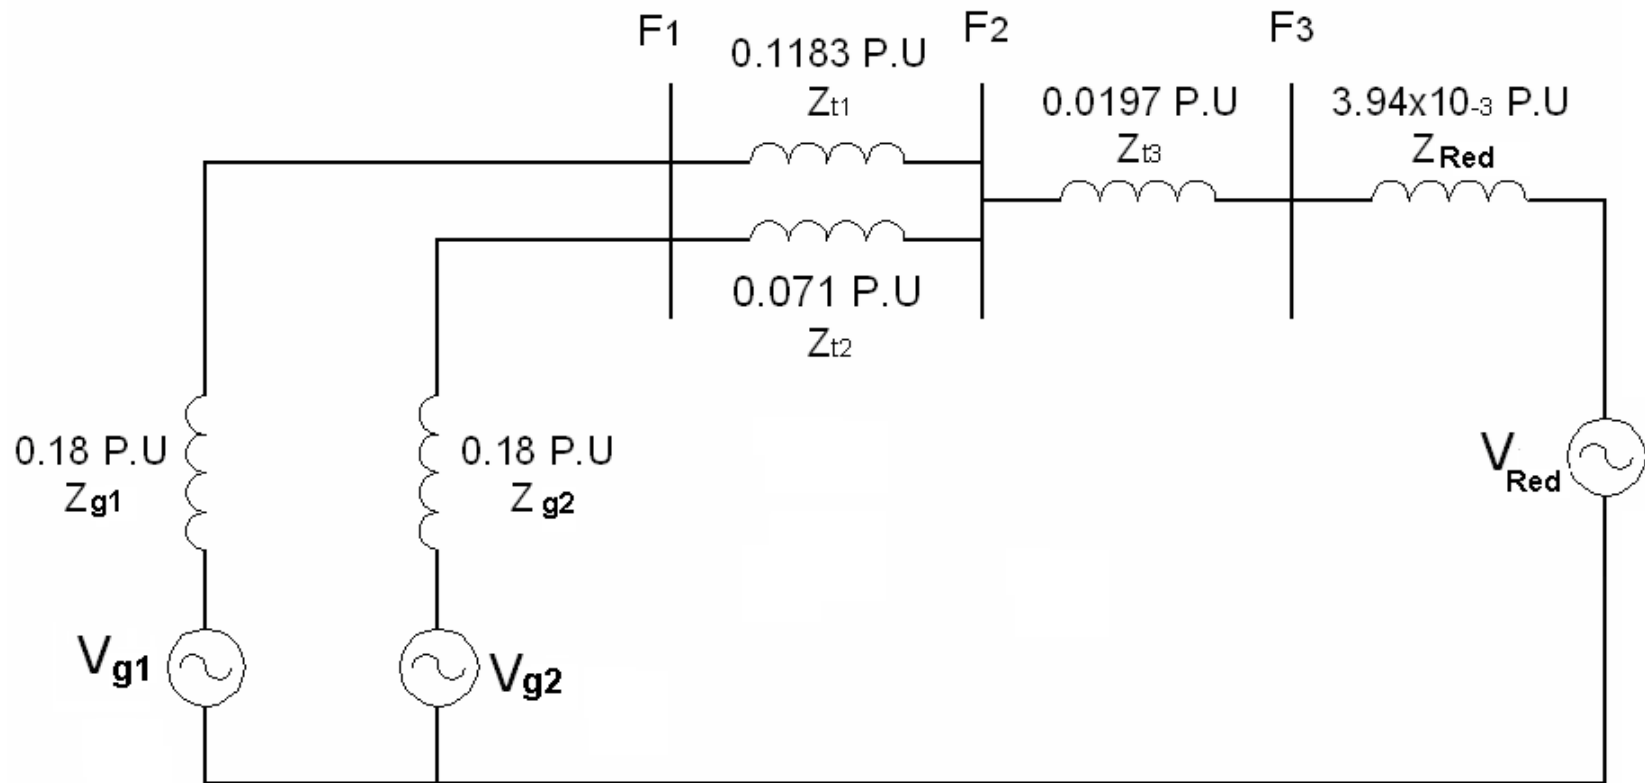 F1
F2
F3
0.1183 P.U
Zt1
0.0197 P.U
Zt3
3.94x10-3 P.U
ZRed
0.071 P.U
Zt2
0.18 P.U
Zg1
0.18 P.U
Z g2
VRed
Vg1
Vg2